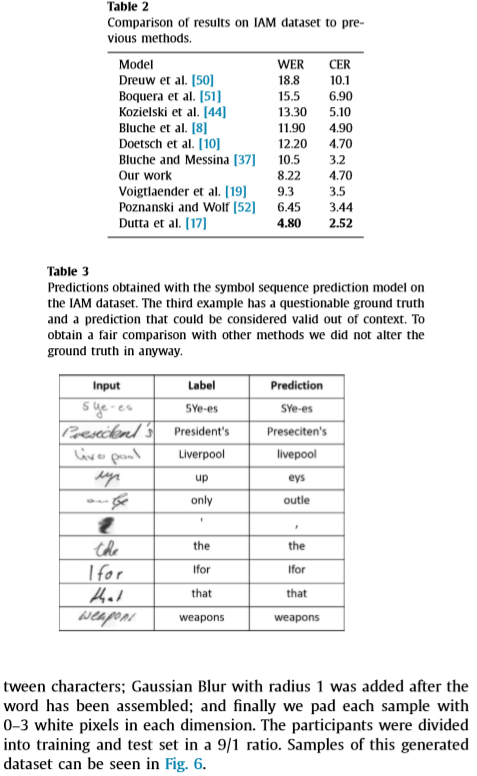 Table 2
Comparison of results on IAM dataset to pre-
vious methods.
Model WER CER
Dreuw et al. [50] 18.8 10.1
Boquera et al. [51] 15.5 6.90
Kozielski et al. [44] 13.30 5.10
Bluche et al. [8] 11.90 4.90
Doetsch et al. [10] 12.20 4.70
Bluche and Messina [37] 10.5 3.2
Our work 8.22 4.70
Voigtlaender et al. [19] 9.3 3.5
Poznanski and Wolf [52] 6.45 3.44
Dutta et al. [17] 4.80 2.52
Table 3
Predictions obtained with the symbol sequence prediction model on
the IAM dataset. The third example has a questionable ground truth
and a prediction that could be considered valid out of context. To
obtain a fair comparison with other methods we did not alter the
ground truth in anyway.
Input Label Prediction
5Ye-es 5Ye-es SYe-es
President's President's Preseciten's
Liverpool Liverpool livepool
up eys
only outle
' ,
the the the
Ifor Ifor Ifor
that that that
weapons weapons weapons
tween characters; Gaussian Blur with radius 1 was added after the
word has been assembled; and finally we pad each sample with
0–3 white pixels in each dimension. The participants were divided
into training and test set in a 9/1 ratio. Samples of this generated
dataset can be seen in Fig. 6.